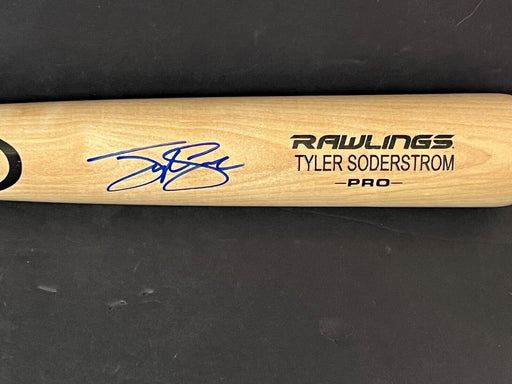 RAWLINGS
TYLER SODERSTROM
-PRO-